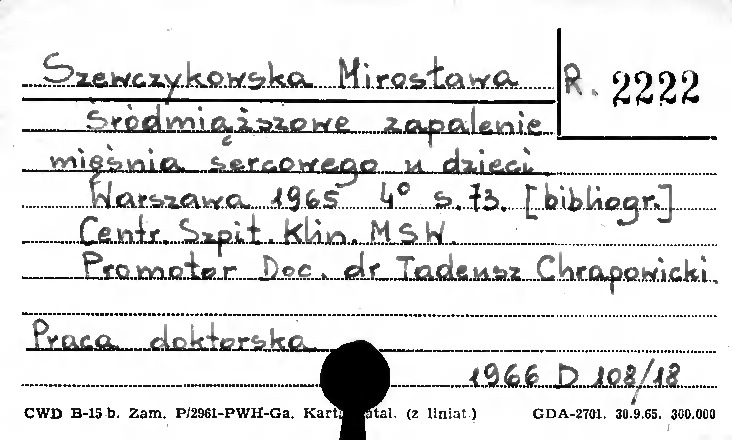 Szewczykowska Mirosława R. 2222
Śródmiąższowe zapalenie
mięśnia sercowego u dzieci.
Warszawa 1965 4° s. 73. [bibliogr.]
Centr. Szpit. Klin. MSW.
Promotor Doc. dr Tadeusz Chrapowicki.
Praca doktorska
1966 D 108/18
CWD B-15 b. Zam. P/2961-PWH-Ga. Karta atal. (z liniat.) GDA-2701. 30.9.65. 300.000